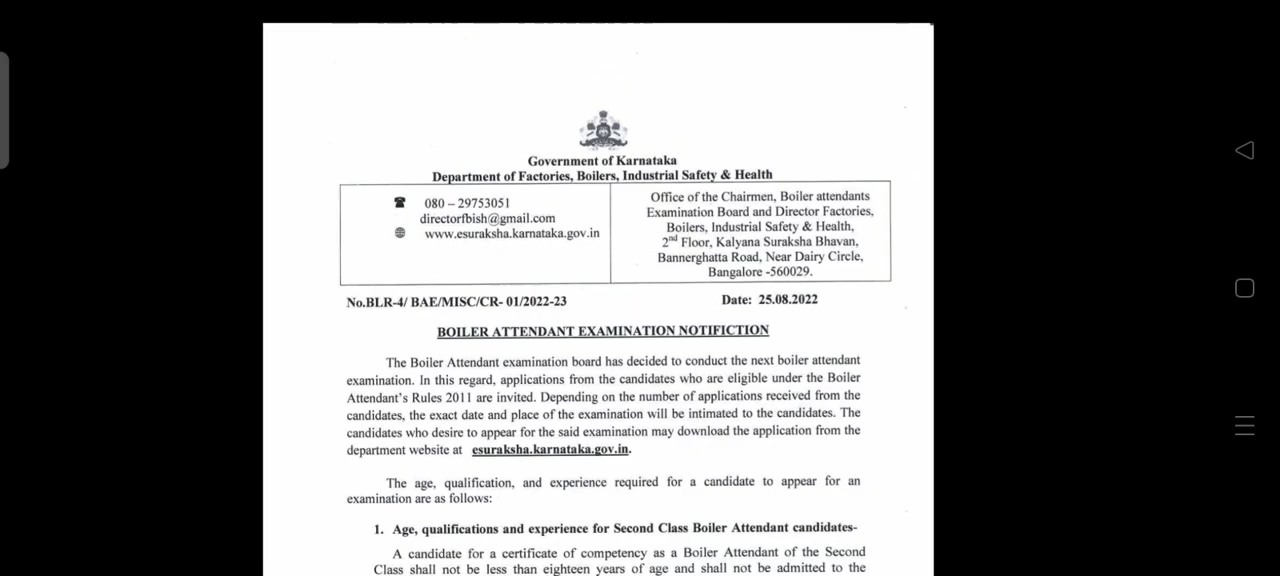 Government of Karnataka
Department of Factories, Boilers, Industrial Safety & Health
080 – 29753051
directorfbish@gmail.com
www.esuraksha.karnataka.gov.in
Office of the Chairmen, Boiler attendants
Examination Board and Director Factories,
Boilers, Industrial Safety & Health,
2nd Floor, Kalyana Suraksha Bhavan,
Bannerghatta Road, Near Dairy Circle,
Bangalore -560029.
No.BLR-4/ BAE/MISC/CR- 01/2022-23
Date: 25.08.2022
BOILER ATTENDANT EXAMINATION NOTIFICTION
The Boiler Attendant examination board has decided to conduct the next boiler attendant
examination. In this regard, applications from the candidates who are eligible under the Boiler
Attendant's Rules 2011 are invited. Depending on the number of applications received from the
candidates, the exact date and place of the examination will be intimated to the candidates. The
candidates who desire to appear for the said examination may download the application from the
department website at esuraksha.karnataka.gov.in.
The age, qualification, and experience required for a candidate to appear for an
examination are as follows:
1. Age, qualifications and experience for Second Class Boiler Attendant candidates-
A candidate for a certificate of competency as a Boiler Attendant of the Second
Class shall not be less than eighteen years of age and shall not be admitted to the